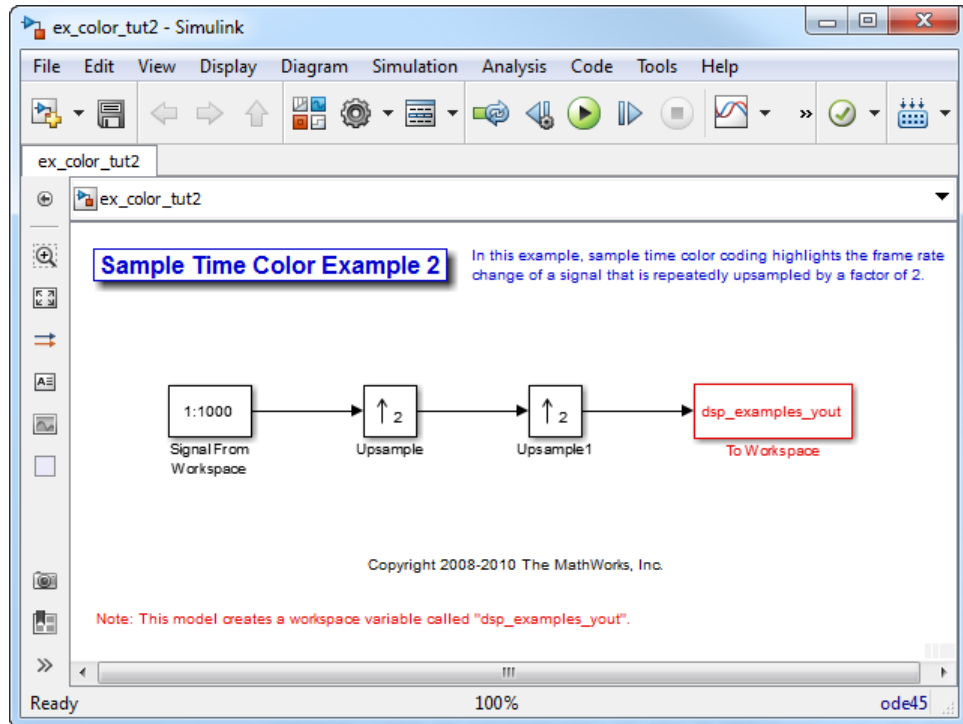 ex_color_tut2 - Simulink
File Edit View Display Diagram Simulation Analysis Code Tools Help
ex_color_tut2
ex_color_tut2
Sample Time Color Example 2
In this example, sample time color coding highlights the frame rate
change of a signal that is repeatedly upsampled by a factor of 2.
1:1000
↑ 2
↑ 2
dsp_examples_yout
Signal From
Workspace
Upsample
Upsample1
To Workspace
Copyright 2008-2010 The MathWorks, Inc.
Note: This model creates a workspace variable called "dsp_examples_yout".
Ready 100% ode45